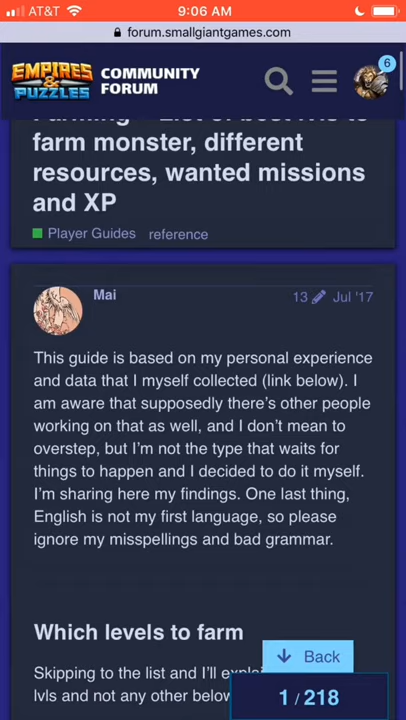 AT&T
9:06 AM
forum.smallgiantgames.com
EMPIRES & PUZZLES
COMMUNITY FORUM
6
farm monster, different
resources, wanted missions
and XP
Player Guides reference
Mai
13 Jul '17
This guide is based on my personal experience
and data that I myself collected (link below). I
am aware that supposedly there's other people
working on that as well, and I don't mean to
overstep, but I'm not the type that waits for
things to happen and I decided to do it myself.
I'm sharing here my findings. One last thing,
English is not my first language, so please
ignore my misspellings and bad grammar.
Which levels to farm
Back
Skipping to the list and I'll
lvls and not any other below
1 / 218